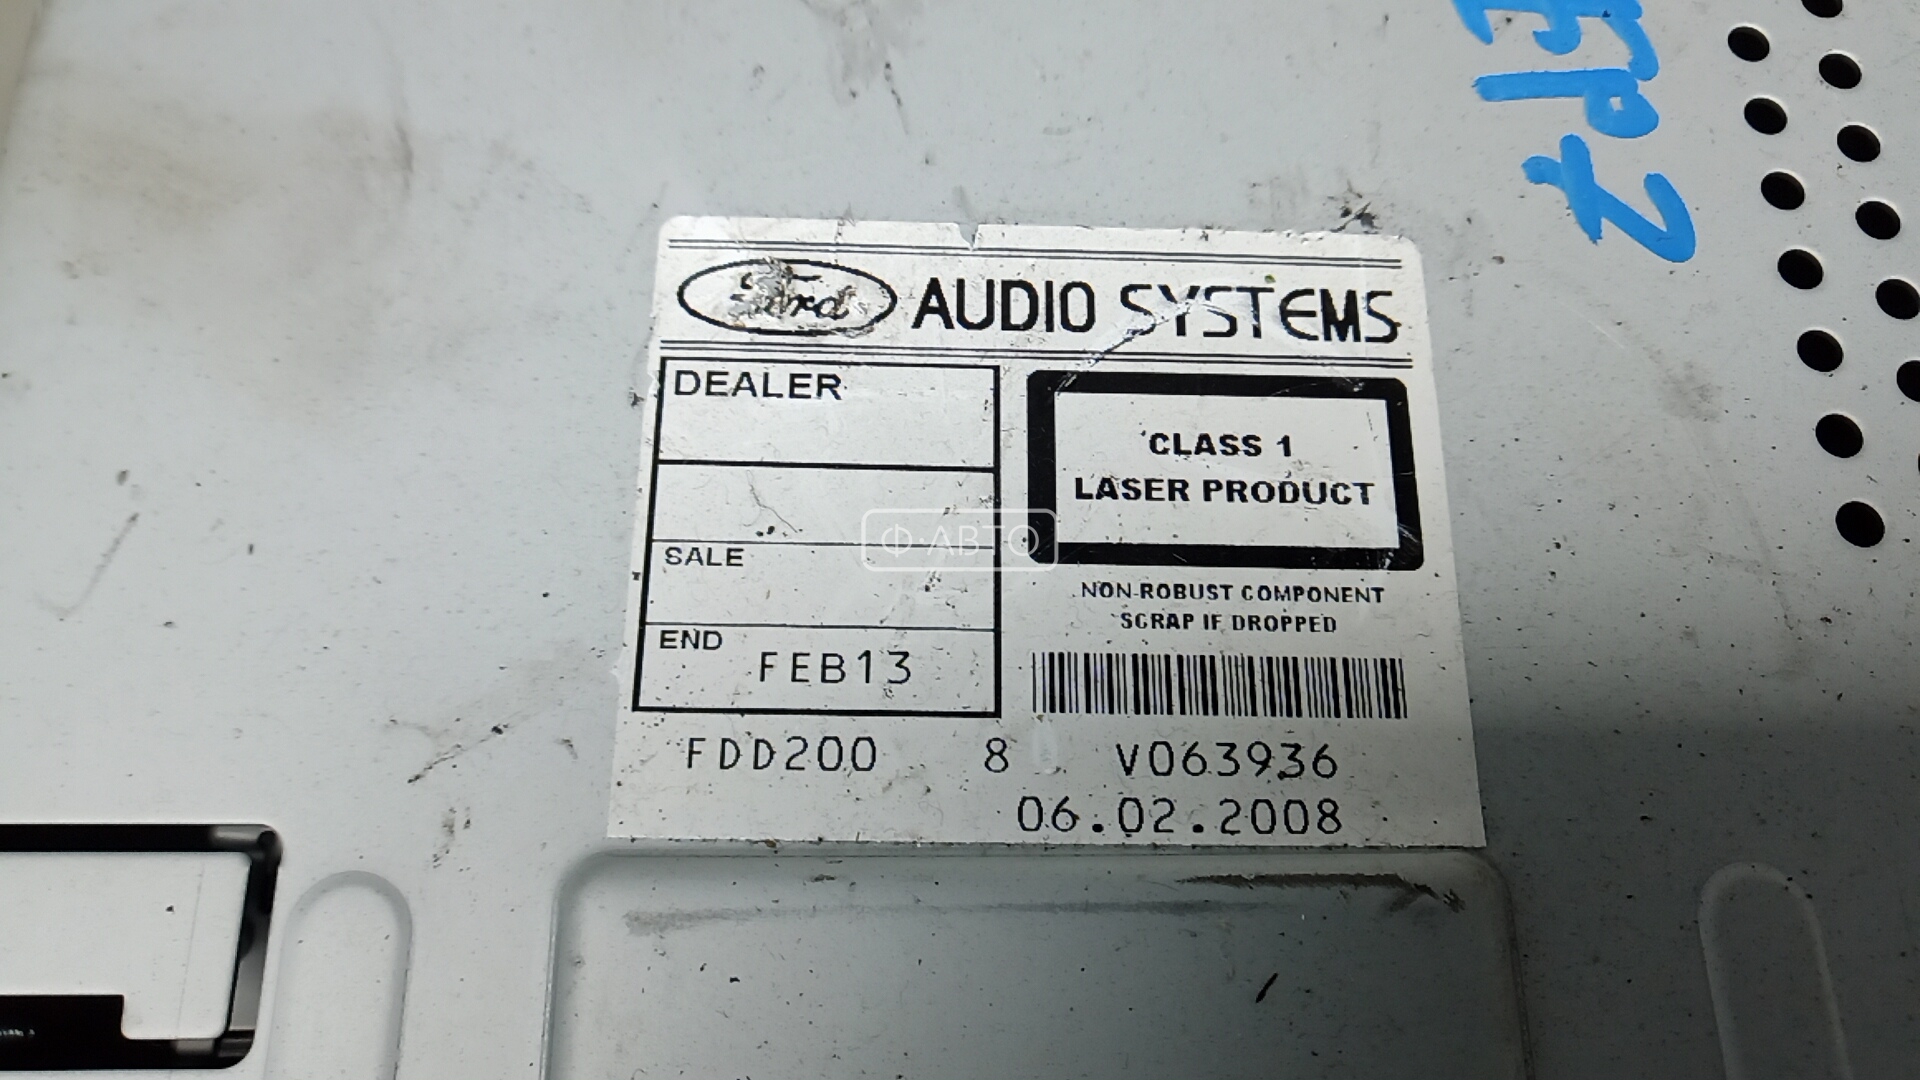 Ford AUDIO SYSTEMS
DEALER
CLASS 1
LASER PRODUCT
Ф·АВТО
SALE
NON-ROBUST COMPONENT
SCRAP IF DROPPED
END FEB13
FDD200 8 V063936
06.02.2008